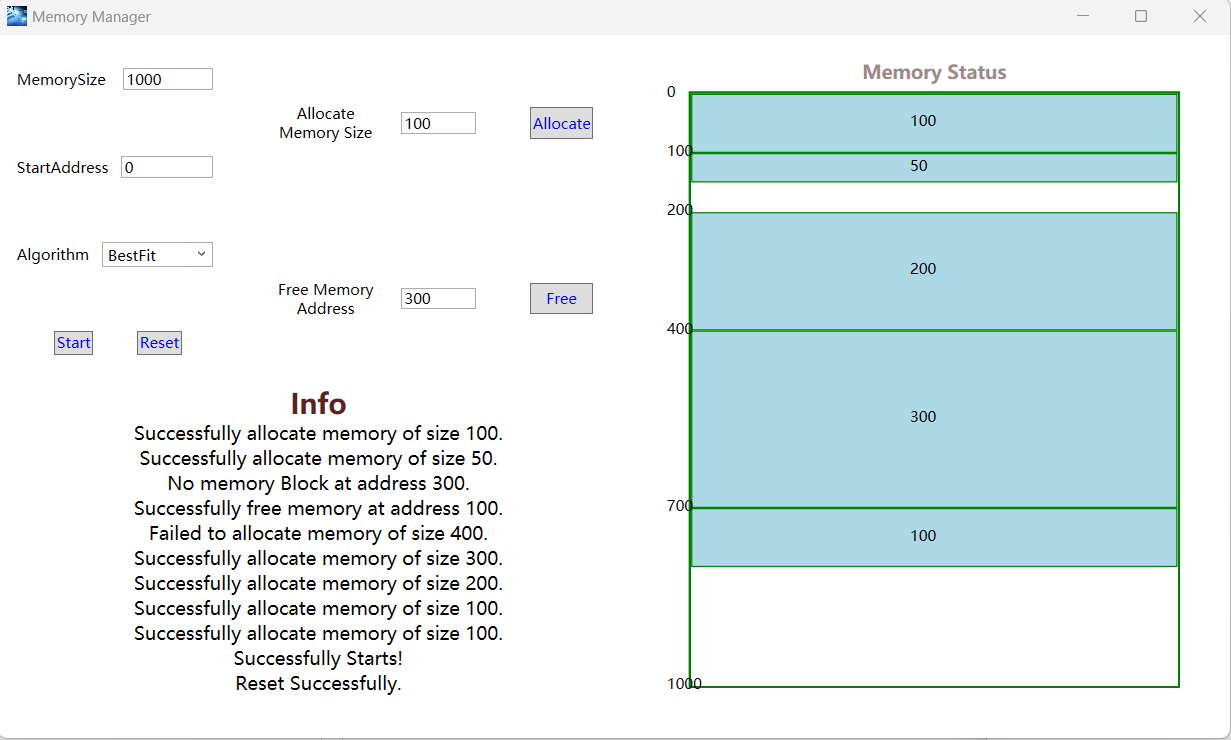 Memory Manager
MemorySize 1000
Allocate
Memory Size
100
Allocate
StartAddress 0
Algorithm BestFit
Free Memory
Address
300
Free
Start Reset
Info
Successfully allocate memory of size 100.
Successfully allocate memory of size 50.
No memory Block at address 300.
Successfully free memory at address 100.
Failed to allocate memory of size 400.
Successfully allocate memory of size 300.
Successfully allocate memory of size 200.
Successfully allocate memory of size 100.
Successfully allocate memory of size 100.
Successfully Starts!
Reset Successfully.
Memory Status
0
100
100
50
200
200
400
300
700
100
1000